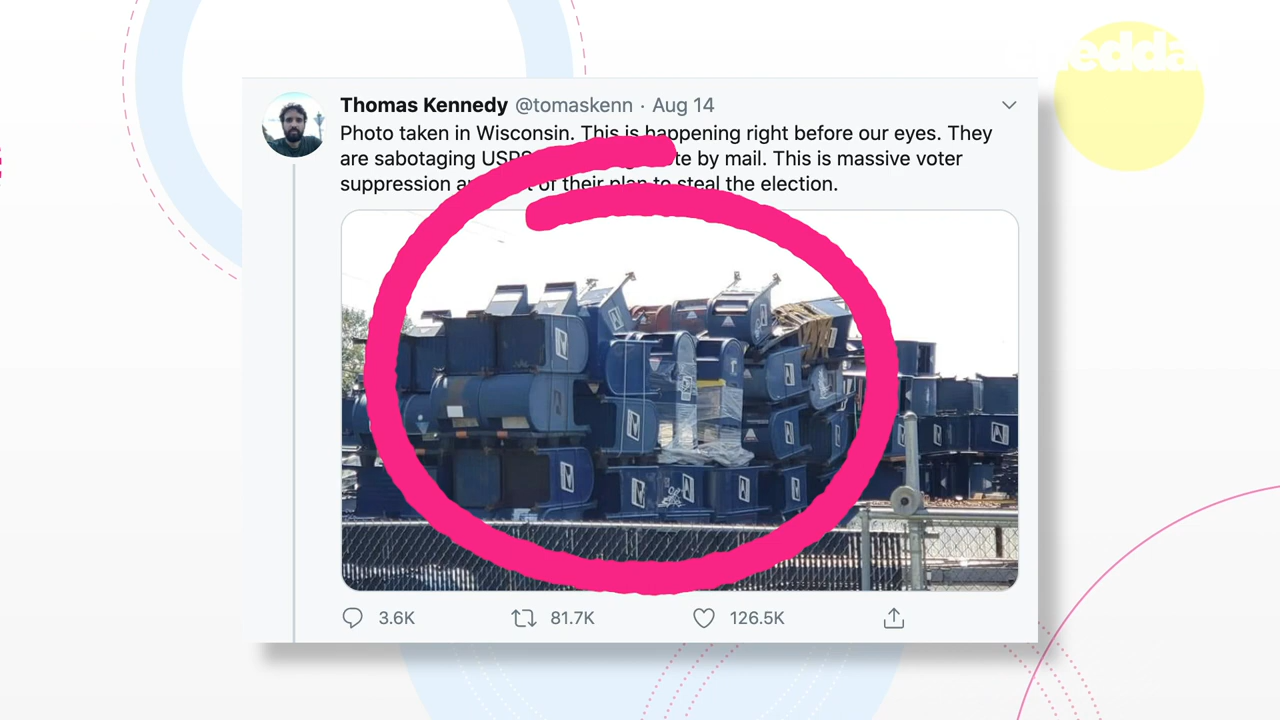 cheddar
Thomas Kennedy @tomaskenn · Aug 14
Photo taken in Wisconsin. This is happening right before our eyes. They
are sabotaging USPS by mail. This is massive voter
suppression of their plan to steal the election.
3.6K 81.7K 126.5K